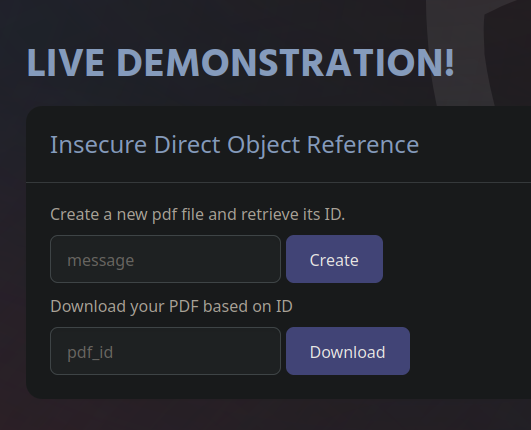 LIVE DEMONSTRATION!
Insecure Direct Object Reference
Create a new pdf file and retrieve its ID.
message
Create
Download your PDF based on ID
pdf_id
Download